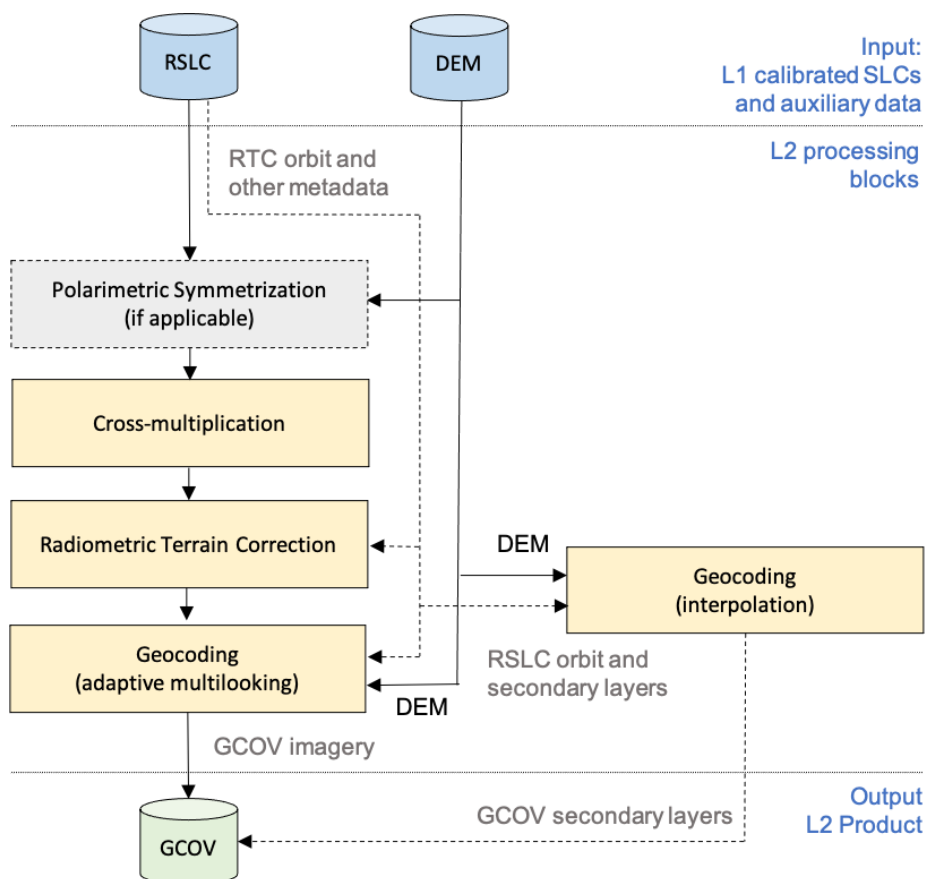 RSLC
DEM
Input:
L1 calibrated SLCs
and auxiliary data
L2 processing
blocks
RTC orbit and
other metadata
Polarimetric Symmetrization
(if applicable)
Cross-multiplication
Radiometric Terrain Correction
DEM
Geocoding
(interpolation)
Geocoding
(adaptive multilooking)
RSLC orbit and
secondary layers
DEM
GCOV imagery
Output
L2 Product
GCOV secondary layers
GCOV